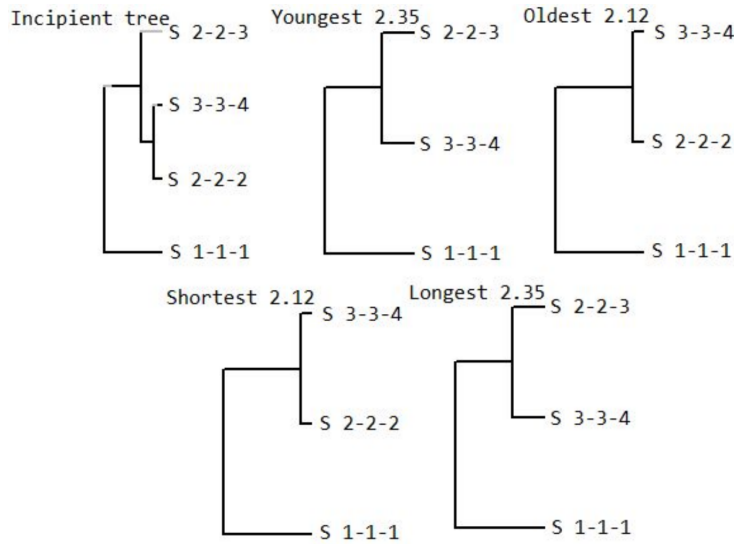 Incipient tree
S 2-2-3
S 3-3-4
S 2-2-2
S 1-1-1
Youngest 2.35
S 2-2-3
S 3-3-4
S 1-1-1
Oldest 2.12
S 3-3-4
S 2-2-2
S 1-1-1
Shortest 2.12
S 3-3-4
S 2-2-2
S 1-1-1
Longest 2.35
S 2-2-3
S 3-3-4
S 1-1-1